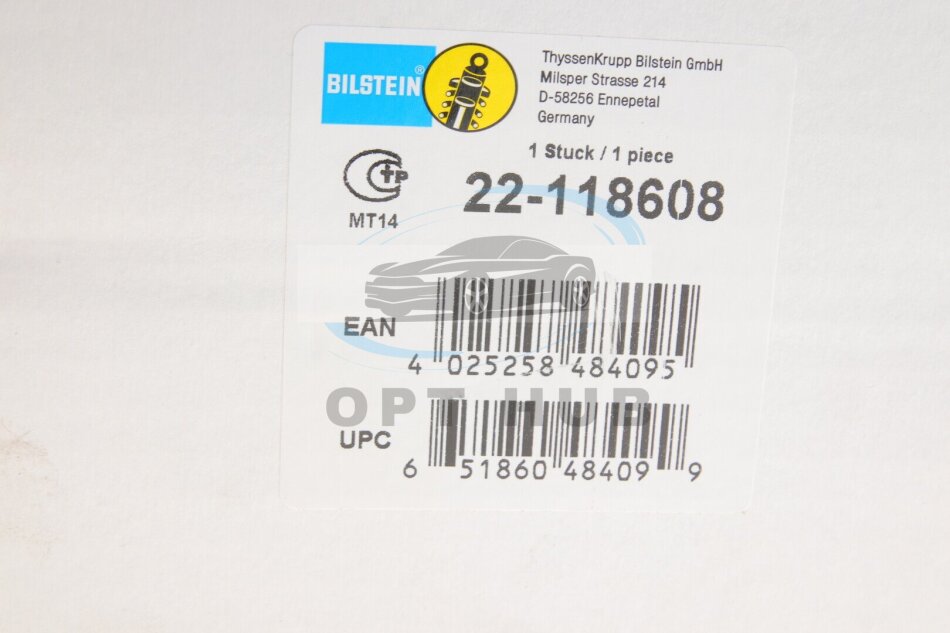 BILSTEIN®
ThyssenKrupp Bilstein GmbH
Milsper Strasse 214
D-58256 Ennepetal
Germany
1 Stuck / 1 piece
22-118608
MT14
EAN
4 025258 484095
OPT HUB
UPC
6 51860 48409 9